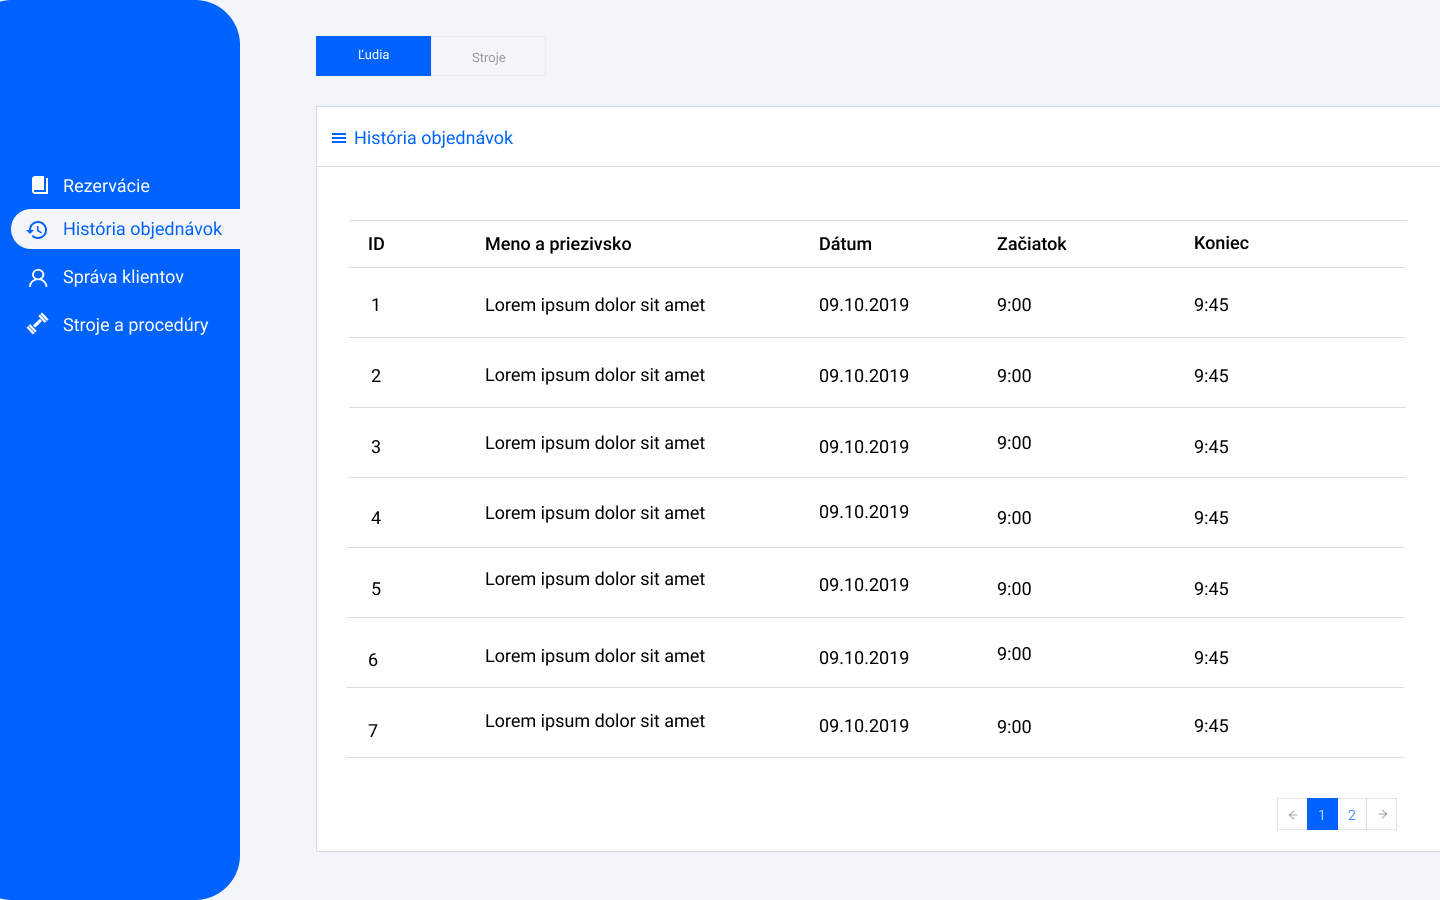 Ľudia
Stroje
História objednávok
Rezervácie
História objednávok
Správa klientov
Stroje a procedúry
ID Meno a priezivsko Dátum Začiatok Koniec
1 Lorem ipsum dolor sit amet 09.10.2019 9:00 9:45
2 Lorem ipsum dolor sit amet 09.10.2019 9:00 9:45
3 Lorem ipsum dolor sit amet 09.10.2019 9:00 9:45
4 Lorem ipsum dolor sit amet 09.10.2019 9:00 9:45
5 Lorem ipsum dolor sit amet 09.10.2019 9:00 9:45
6 Lorem ipsum dolor sit amet 09.10.2019 9:00 9:45
7 Lorem ipsum dolor sit amet 09.10.2019 9:00 9:45
← 1 2 →